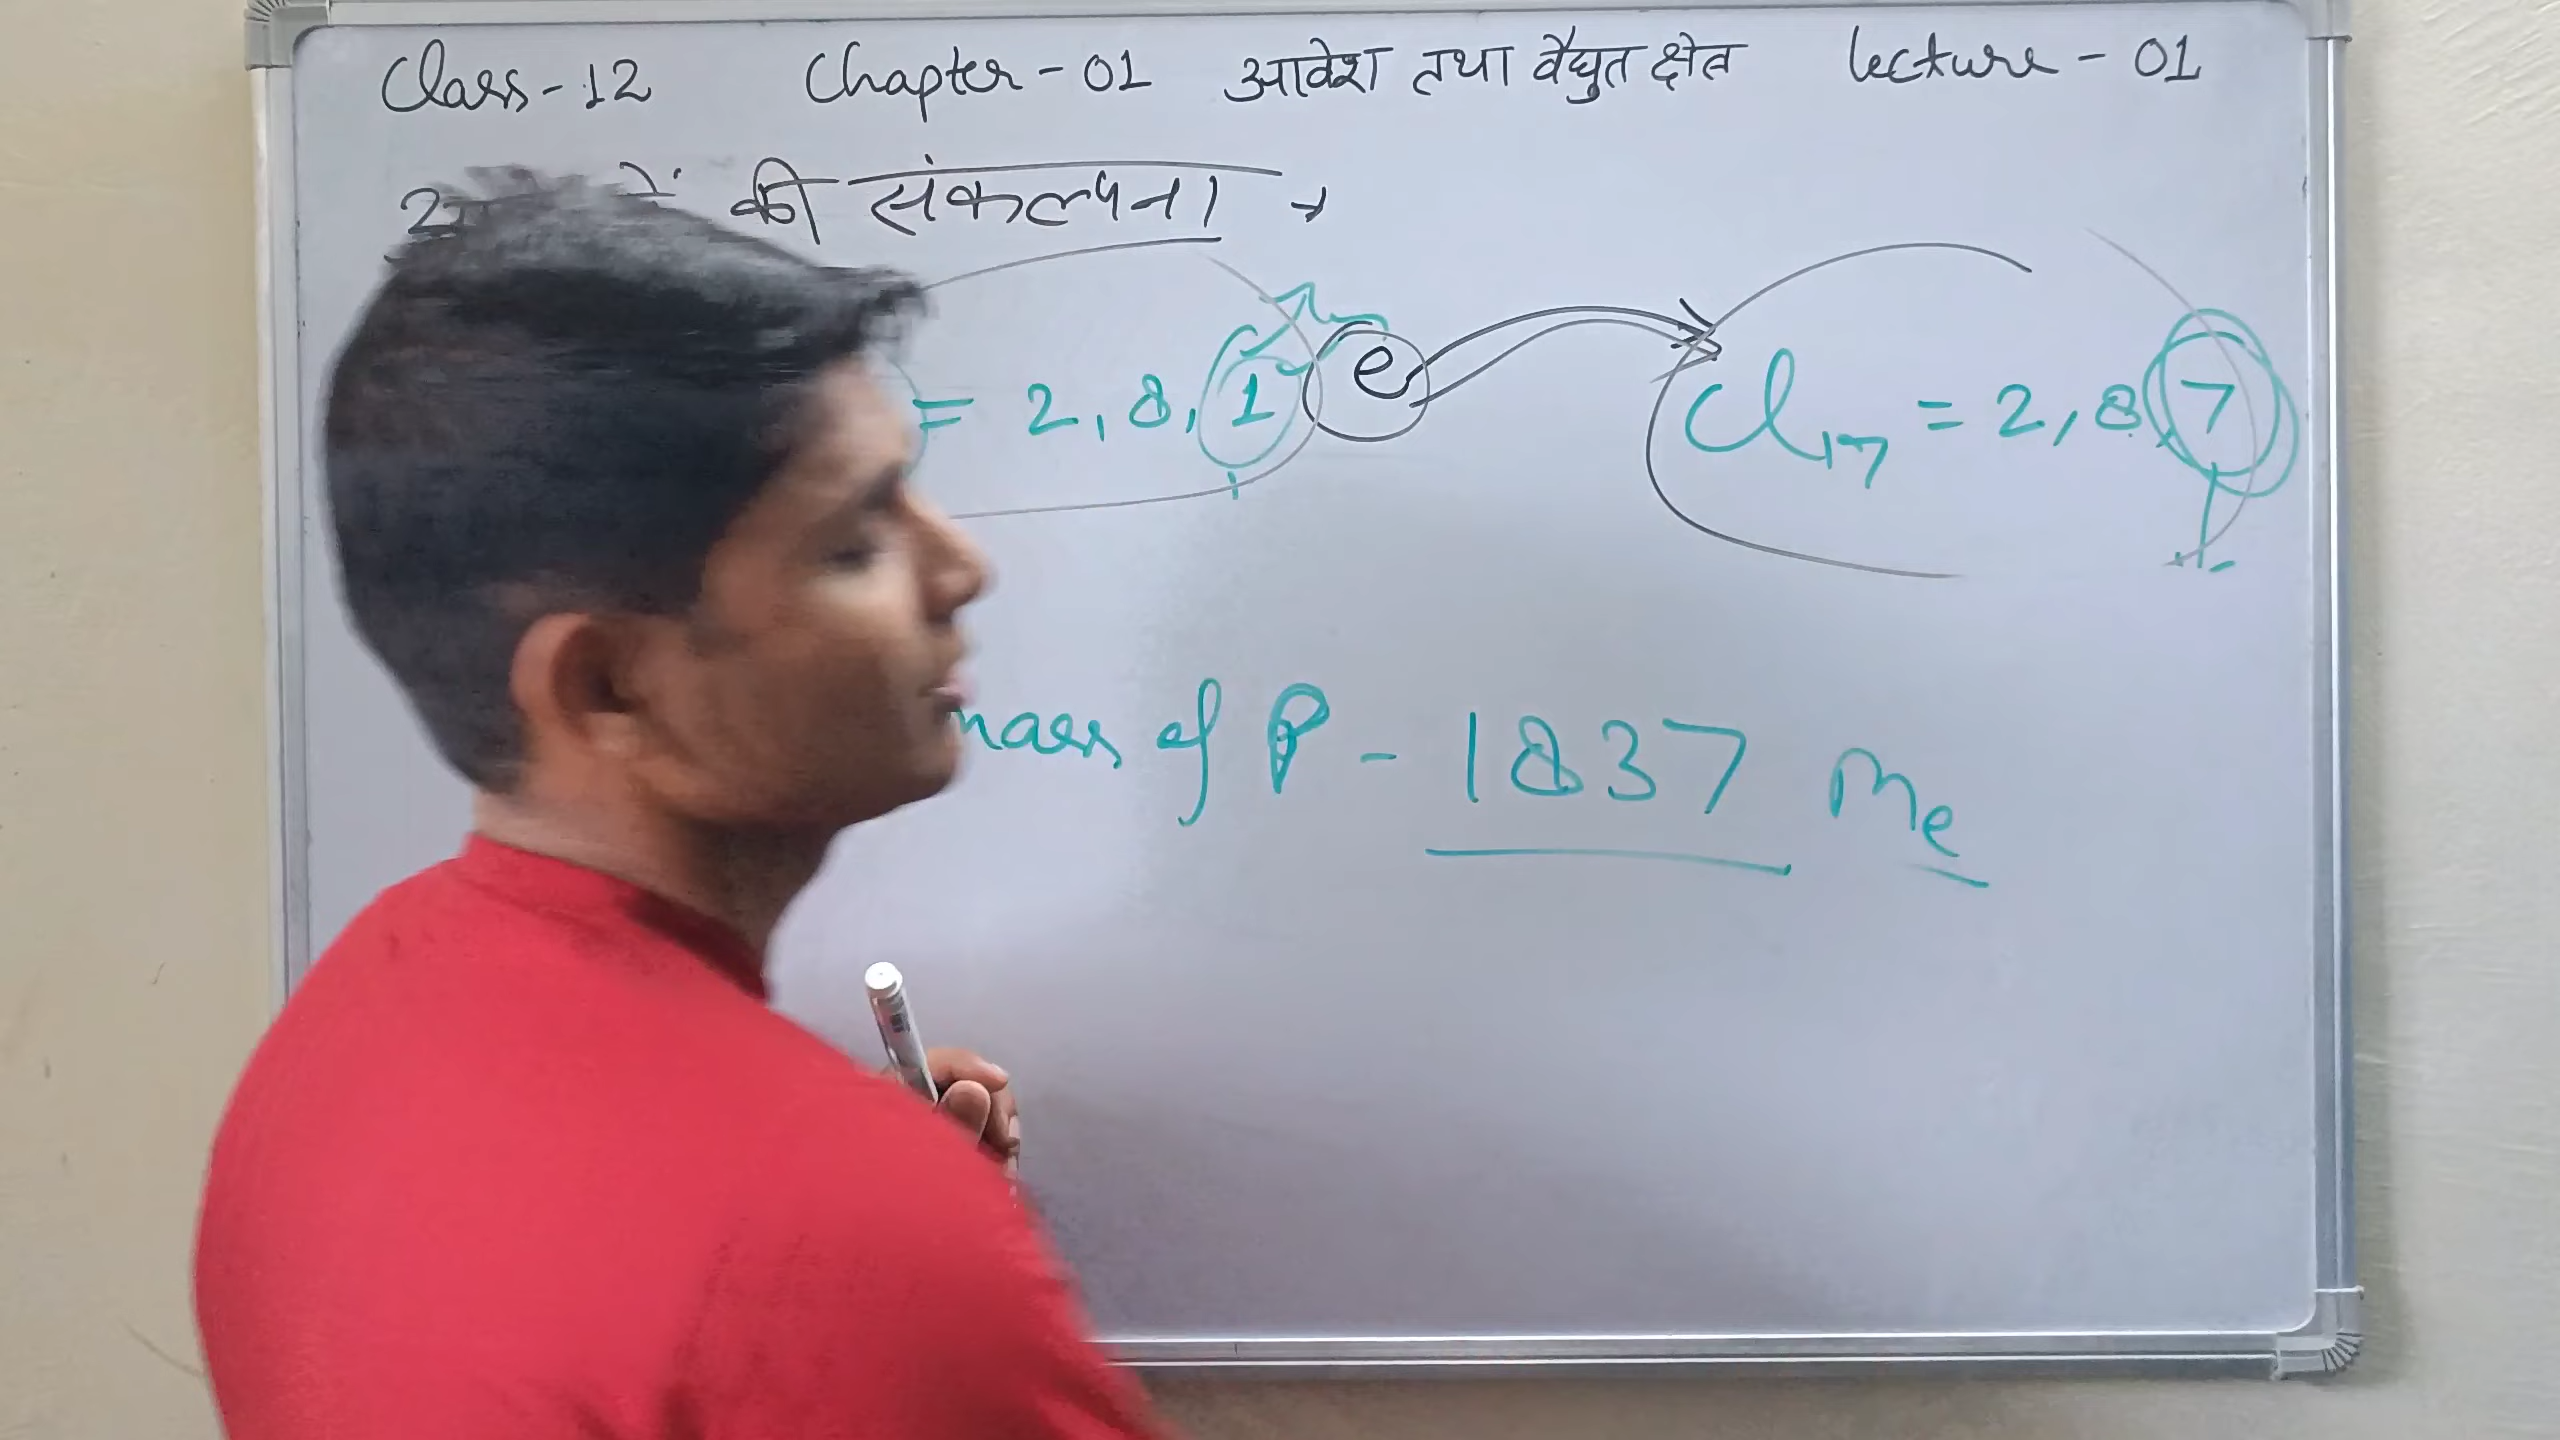 Class-12 Chapter-01 आवेश तथा वैद्युत क्षेत्र lecture-01
की संकल्पना →
= 2, 8, 1 e Cl17 = 2, 8, 7
mass of P - 1837 me